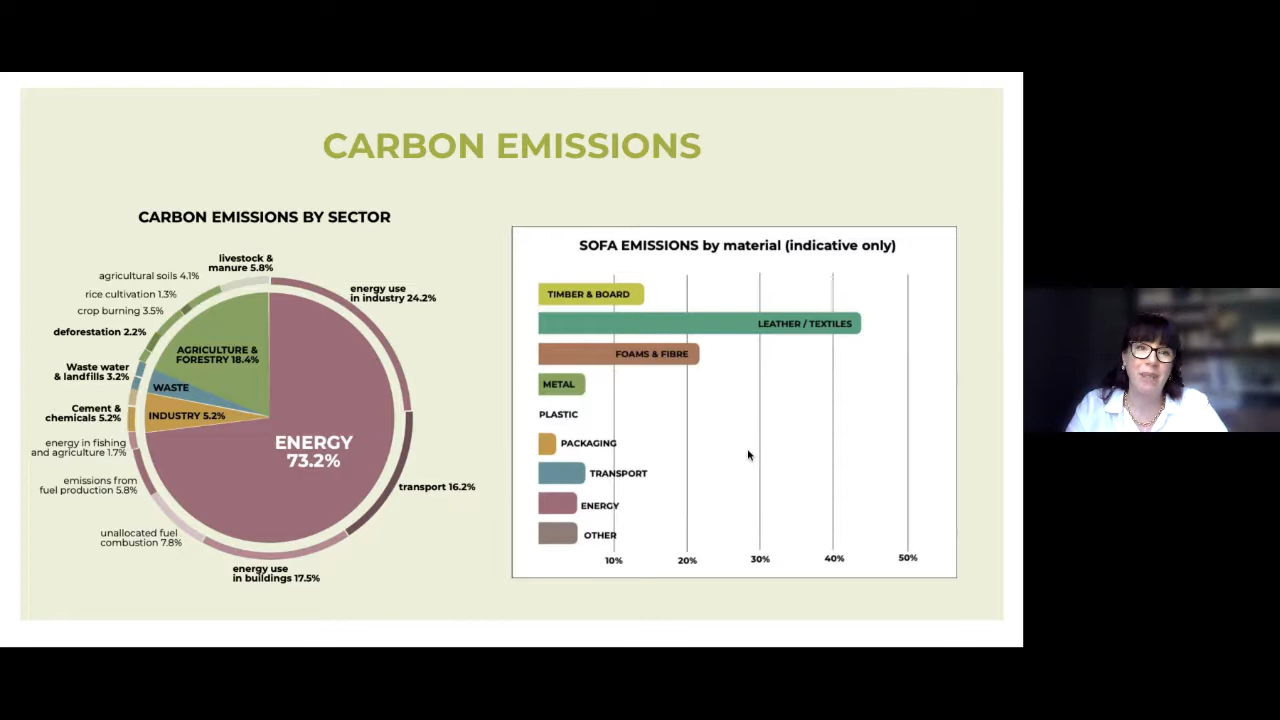 CARBON EMISSIONS
CARBON EMISSIONS BY SECTOR
livestock &
manure 5.8%
agricultural soils 4.1%
rice cultivation 1.3%
crop burning 3.5%
deforestation 2.2%
Waste water
& landfills 3.2%
Cement &
chemicals 5.2%
energy in fishing
and agriculture 1.7%
emissions from
fuel production 5.8%
unallocated fuel
combustion 7.8%
energy use
in buildings 17.5%
transport 16.2%
energy use
in industry 24.2%
AGRICULTURE &
FORESTRY 18.4%
WASTE
INDUSTRY 5.2%
ENERGY
73.2%
SOFA EMISSIONS by material (indicative only)
TIMBER & BOARD
LEATHER / TEXTILES
FOAMS & FIBRE
METAL
PLASTIC
PACKAGING
TRANSPORT
ENERGY
OTHER
10% 20% 30% 40% 50%